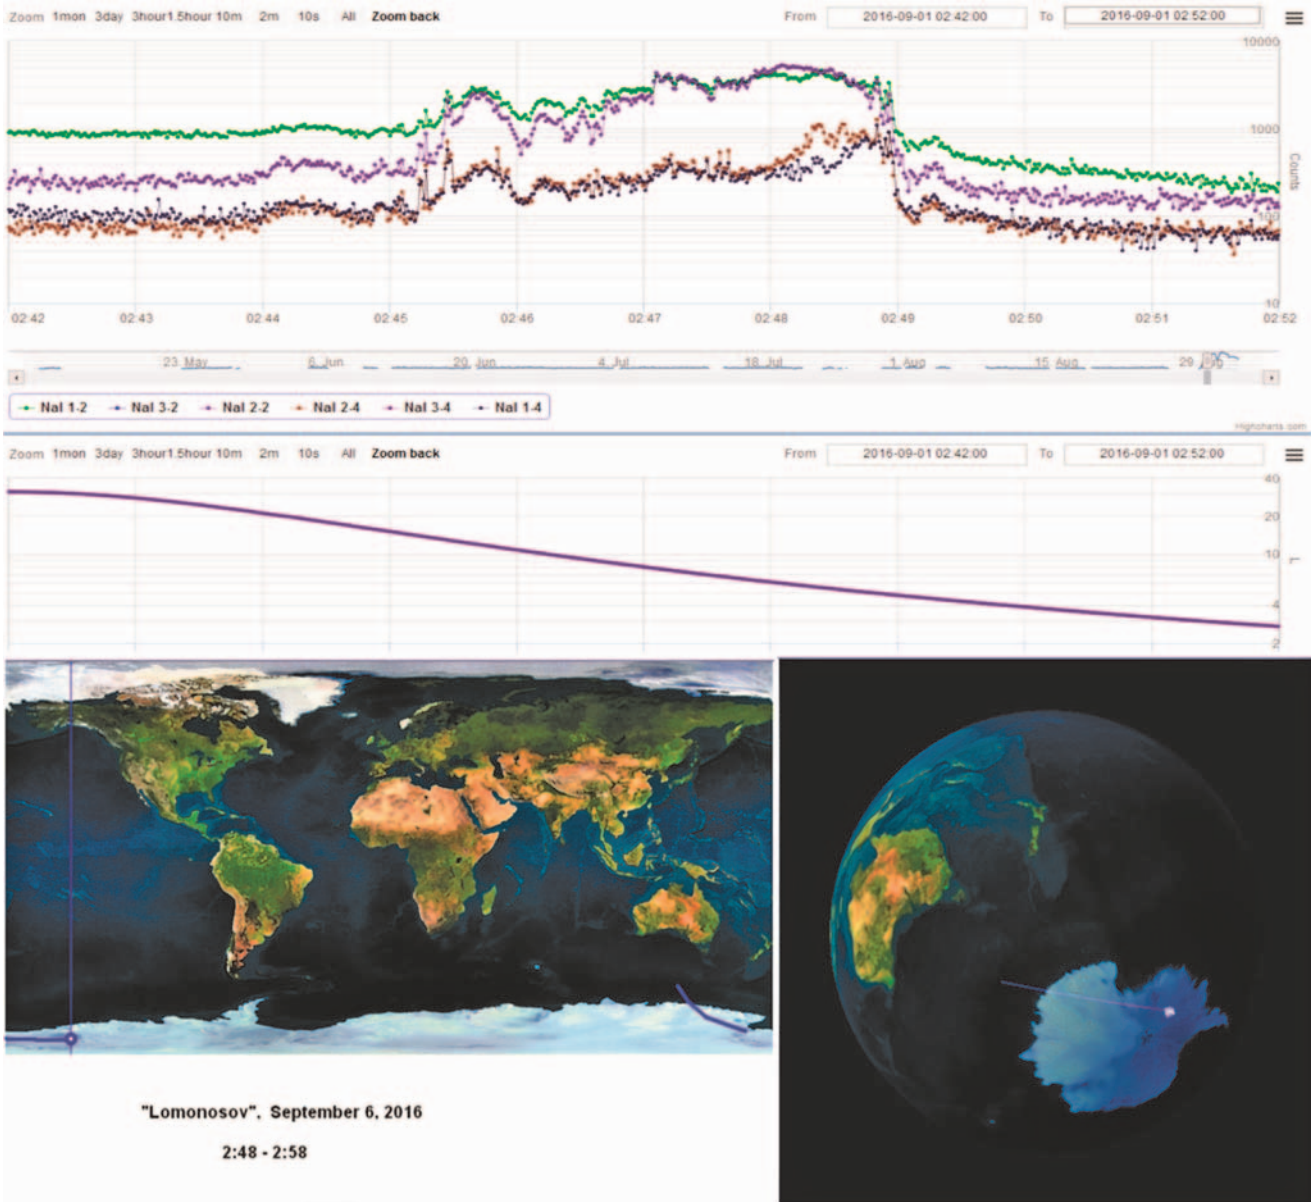 Zoom 1mon 3day 3hour1.5hour 10m 2m 10s All Zoom back From 2016-09-01 02:42:00 To 2016-09-01 02:52:00
10000
1000
Counts
100
10
02:42 02:43 02:44 02:45 02:46 02:47 02:48 02:49 02:50 02:51 02:52
23 May 6 Jun 20 Jun 4 Jul 18 Jul 1 Aug 15 Aug 29
NaI 1-2 NaI 3-2 NaI 2-2 NaI 2-4 NaI 3-4 NaI 1-4
Highcharts.com
Zoom 1mon 3day 3hour1.5hour 10m 2m 10s All Zoom back From 2016-09-01 02:42:00 To 2016-09-01 02:52:00
40
20
10
L
4
2
"Lomonosov", September 6, 2016
2:48 - 2:58